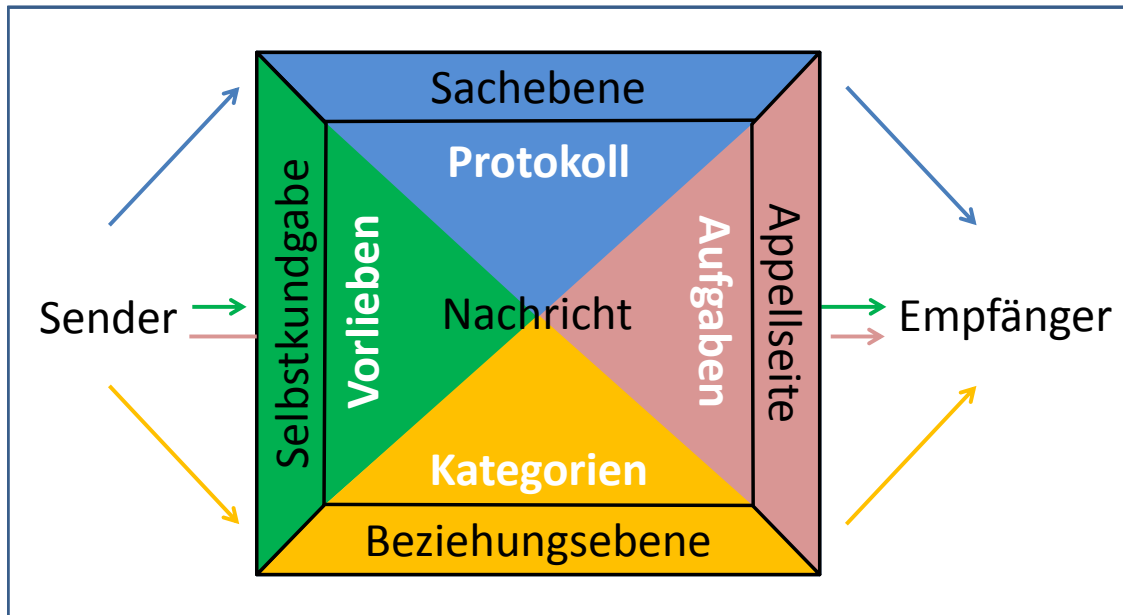 Sachebene
Protokoll
Selbstkundgabe
Vorlieben
Sender
Nachricht
Aufgaben
Appellseite
Empfänger
Kategorien
Beziehungsebene